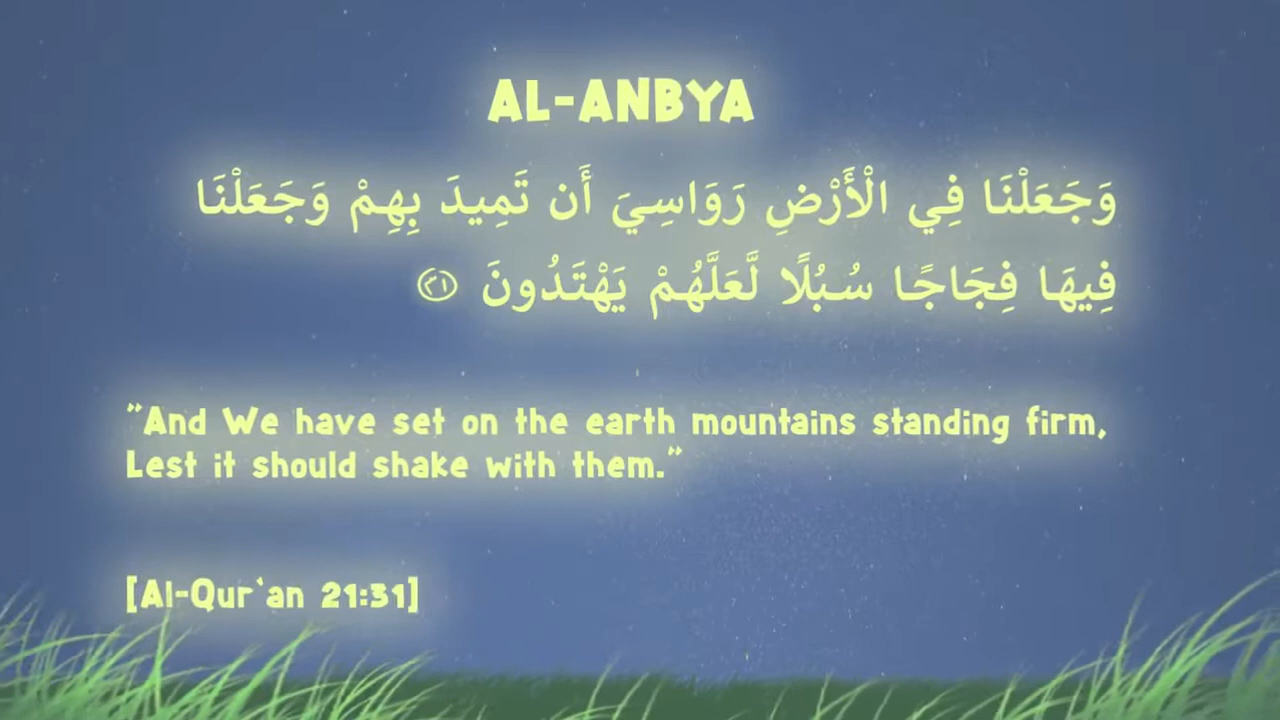 AL-ANBYA
وَجَعَلْنَا فِي الْأَرْضِ رَوَاسِيَ أَن تَمِيدَ بِهِمْ وَجَعَلْنَا
فِيهَا فِجَاجًا سُبُلًا لَّعَلَّهُمْ يَهْتَدُونَ ٣١
"And We have set on the earth mountains standing firm,
Lest it should shake with them."
[Al-Qur'an 21:31]